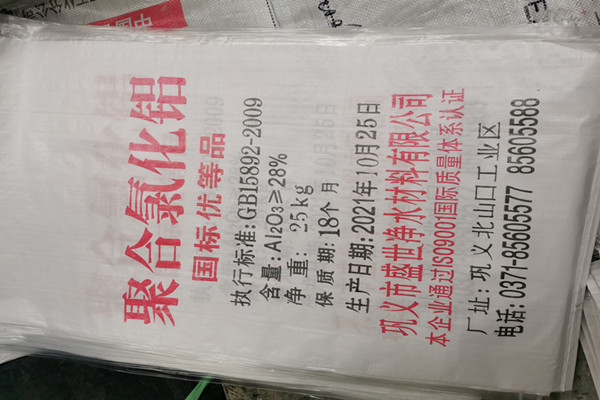 聚合氯化铝
国标优等品
执行标准:GB15892-2009
含量:Al₂O₃≥28%
净重:25kg
保质期:18个月
生产日期:2021年10月25日
巩义市盛世净水材料有限公司
本企业通过ISO9001国际质量体系认证
厂址:巩义北山口工业区
电话:0371-85605577 85605588